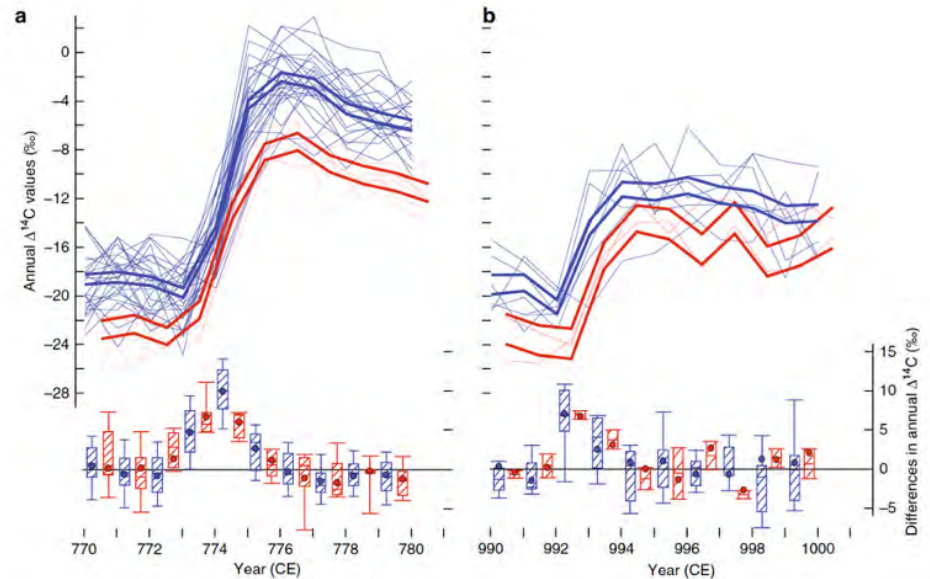 a
b
Annual Δ¹⁴C values (‰)
0
−4
−8
−12
−16
−20
−24
−28
770 772 774 776 778 780
Year (CE)
990 992 994 996 998 1000
Year (CE)
15
10
5
0
−5
Differences in annual Δ¹⁴C (‰)